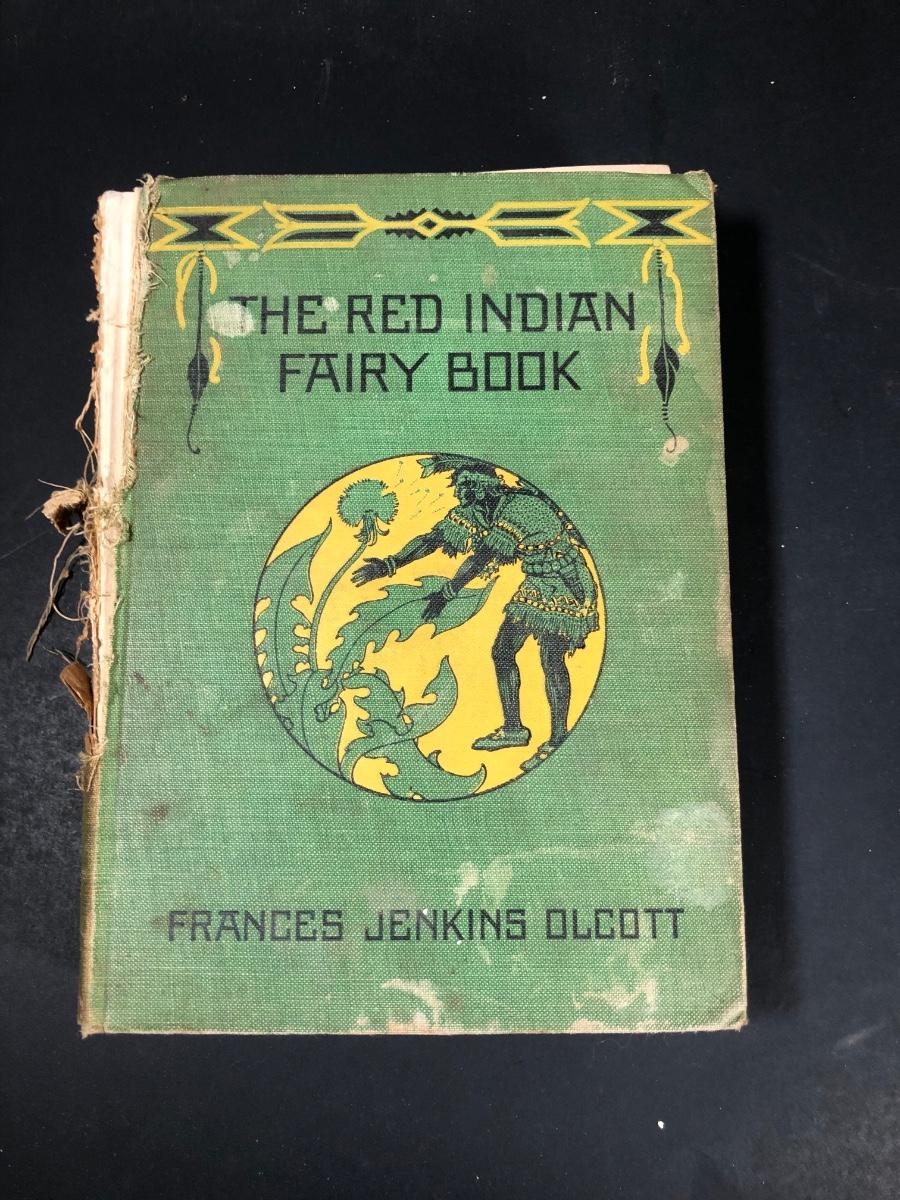 THE RED INDIAN
FAIRY BOOK
FRANCES JENKINS OLCOTT